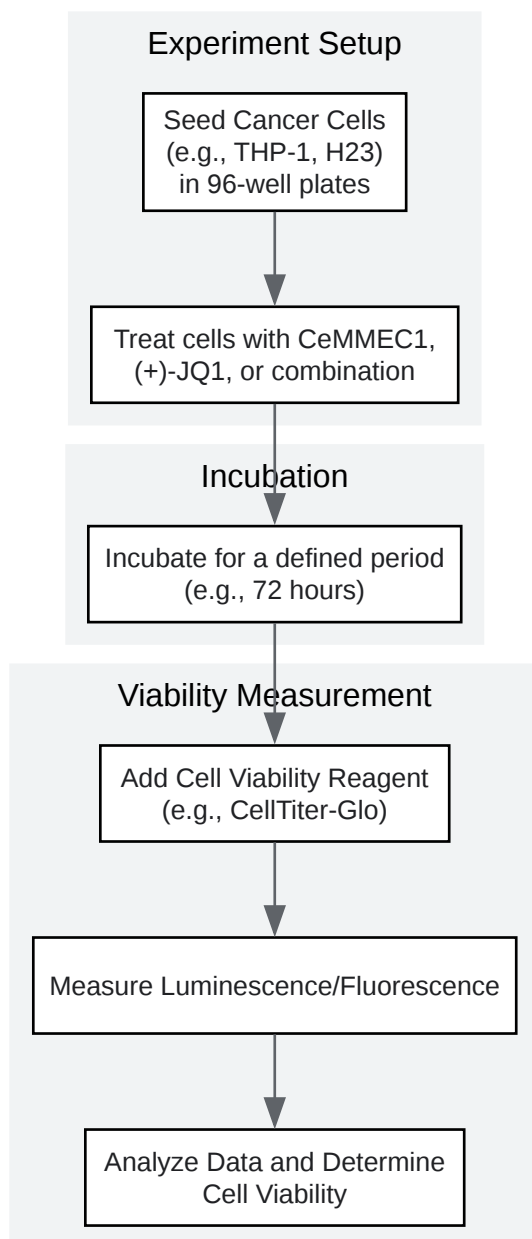 Experiment Setup
Seed Cancer Cells
(e.g., THP-1, H23)
in 96-well plates
Treat cells with CeMMEC1,
(+)-JQ1, or combination
Incubation
Incubate for a defined period
(e.g., 72 hours)
Viability Measurement
Add Cell Viability Reagent
(e.g., CellTiter-Glo)
Measure Luminescence/Fluorescence
Analyze Data and Determine
Cell Viability